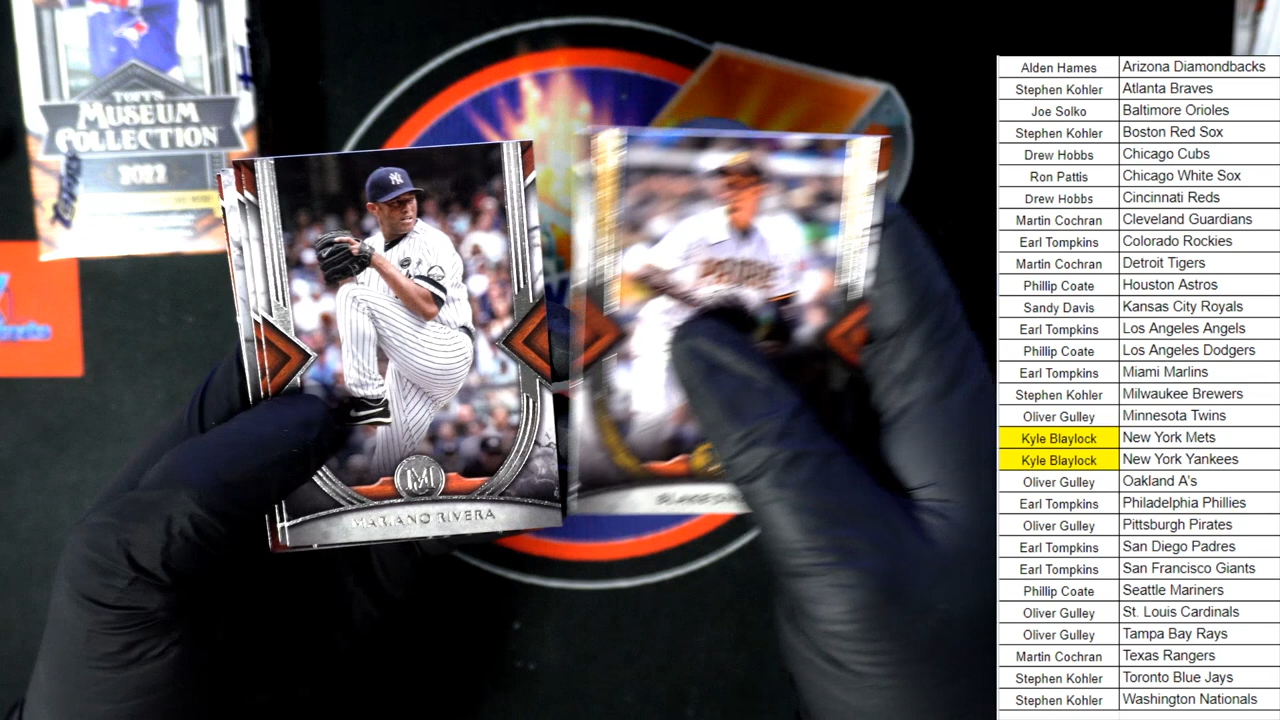 TOPPS
MUSEUM
COLLECTION
2022
Topps
MARIANO RIVERA
Alden Hames Arizona Diamondbacks
Stephen Kohler Atlanta Braves
Joe Solko Baltimore Orioles
Stephen Kohler Boston Red Sox
Drew Hobbs Chicago Cubs
Ron Pattis Chicago White Sox
Drew Hobbs Cincinnati Reds
Martin Cochran Cleveland Guardians
Earl Tompkins Colorado Rockies
Martin Cochran Detroit Tigers
Phillip Coate Houston Astros
Sandy Davis Kansas City Royals
Earl Tompkins Los Angeles Angels
Phillip Coate Los Angeles Dodgers
Earl Tompkins Miami Marlins
Stephen Kohler Milwaukee Brewers
Oliver Gulley Minnesota Twins
Kyle Blaylock New York Mets
Kyle Blaylock New York Yankees
Oliver Gulley Oakland A's
Earl Tompkins Philadelphia Phillies
Oliver Gulley Pittsburgh Pirates
Earl Tompkins San Diego Padres
Earl Tompkins San Francisco Giants
Phillip Coate Seattle Mariners
Oliver Gulley St. Louis Cardinals
Oliver Gulley Tampa Bay Rays
Martin Cochran Texas Rangers
Stephen Kohler Toronto Blue Jays
Stephen Kohler Washington Nationals